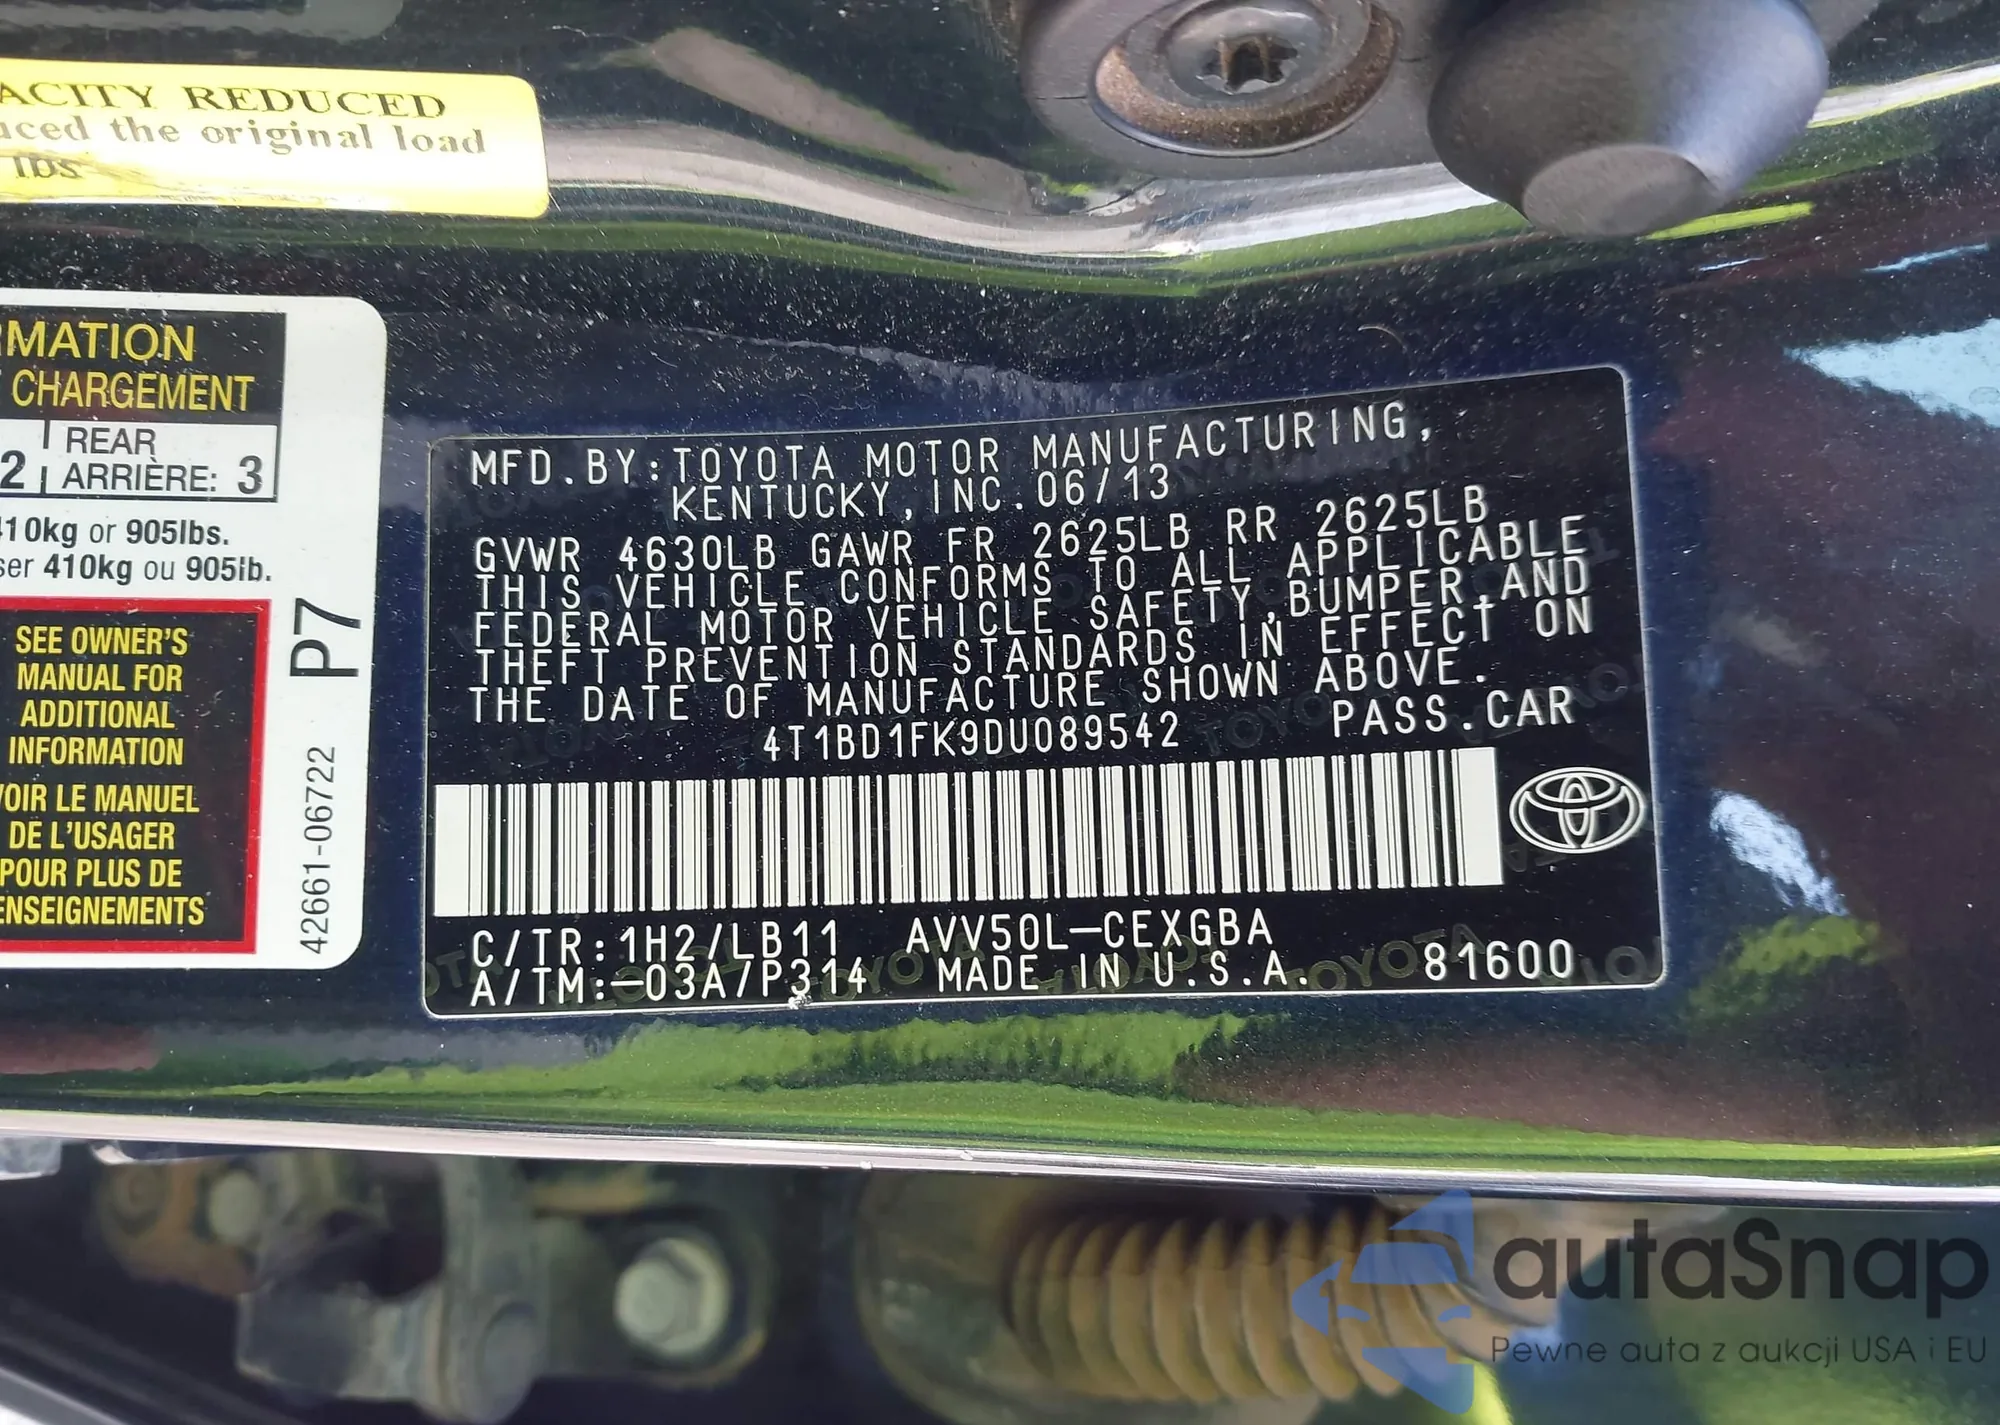 ACITY REDUCED
uced the original load
lbs
RMATION
CHARGEMENT
2 REAR
ARRIÈRE: 3
410kg or 905lbs.
ser 410kg ou 905lb.
SEE OWNER'S
MANUAL FOR
ADDITIONAL
INFORMATION
VOIR LE MANUEL
DE L'USAGER
POUR PLUS DE
ENSEIGNEMENTS
42661-06722 P7
MFD.BY:TOYOTA MOTOR MANUFACTURING,
KENTUCKY,INC.06/13
GVWR 4630LB GAWR FR 2625LB RR 2625LB
THIS VEHICLE CONFORMS TO ALL APPLICABLE
FEDERAL MOTOR VEHICLE SAFETY,BUMPER,AND
THEFT PREVENTION STANDARDS IN EFFECT ON
THE DATE OF MANUFACTURE SHOWN ABOVE.
4T1BD1FK9DU089542 PASS.CAR
C/TR:1H2/LB11 AVV50L-CEXGBA
A/TM:-03A/P314 MADE IN U.S.A. 81600
autaSnap
Pewne auta z aukcji USA i EU